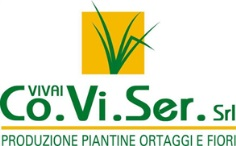 VIVAI
Co.Vi.Ser. Srl
PRODUZIONE PIANTINE ORTAGGI E FIORI